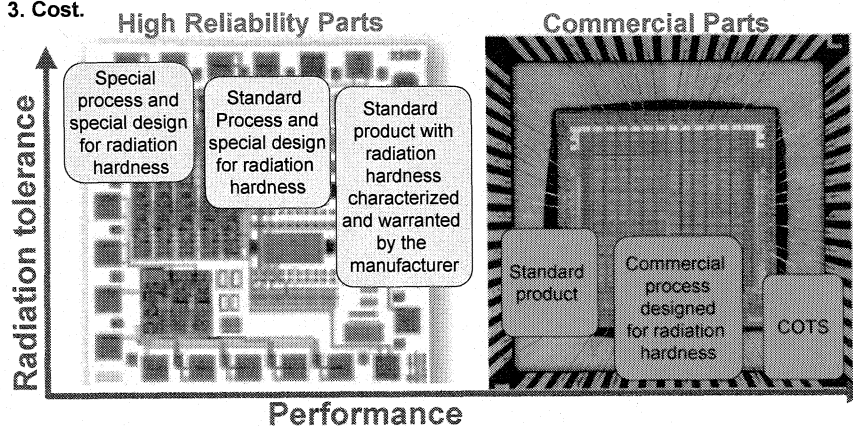 3. Cost.
High Reliability Parts
Commercial Parts
Radiation tolerance
Special
process and
special design
for radiation
hardness
Standard
Process and
special design
for radiation
hardness
Standard
product with
radiation
hardness
characterized
and warranted
by the
manufacturer
Standard
product
Commercial
process
designed
for radiation
hardness
COTS
Performance